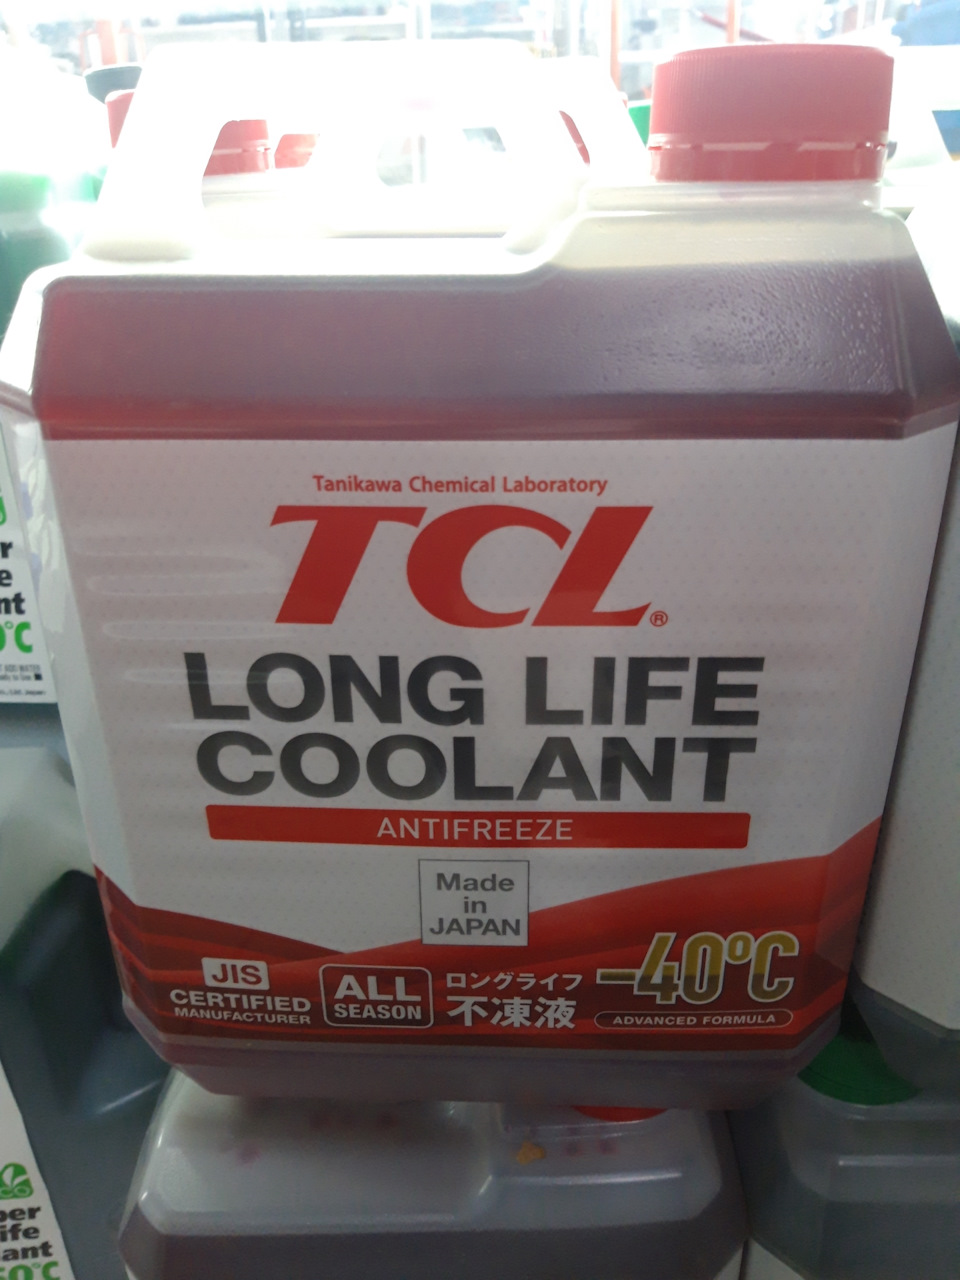 Tanikawa Chemical Laboratory
TCL®
LONG LIFE
COOLANT
ANTIFREEZE
Made
in
JAPAN
JIS
CERTIFIED
MANUFACTURER
ALL
SEASON
ロングライフ
不凍液
-40°C
ADVANCED FORMULA